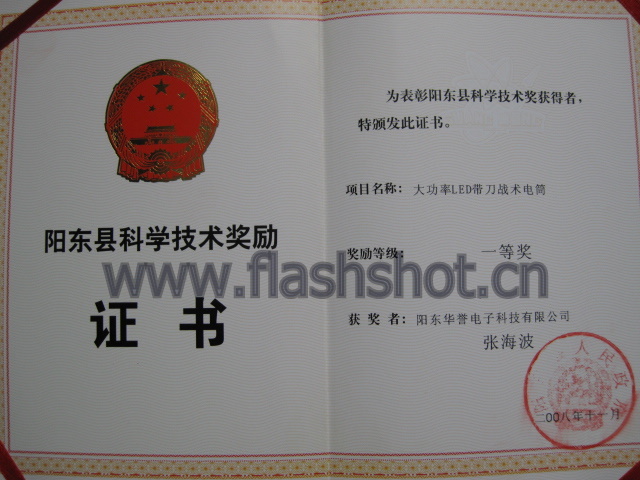 阳东县科学技术奖励
证 书
为表彰阳东县科学技术奖获得者，
特颁发此证书。
项目名称： 大功率LED带刀战术电筒
奖励等级： 一等奖
获 奖 者： 阳东华誉电子科技有限公司
张海波
人民政府
00八年十一月
www.flashshot.cn